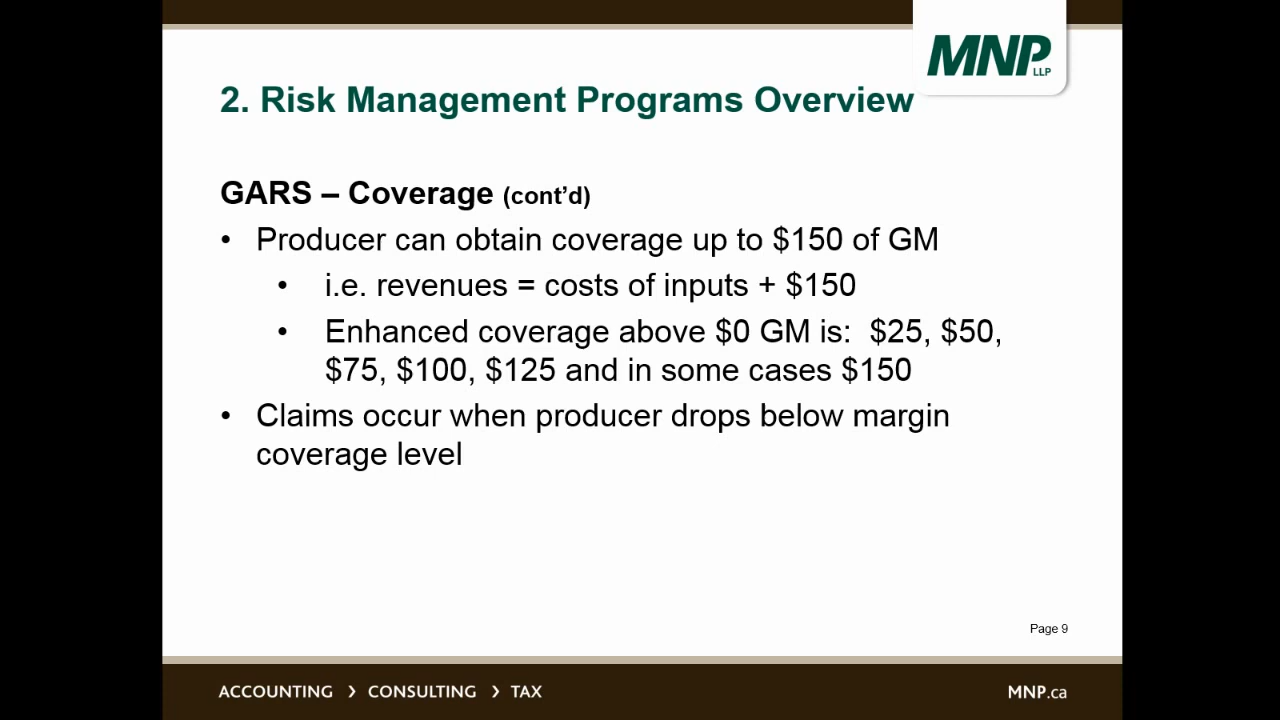 MNP
LLP
2. Risk Management Programs Overview
GARS – Coverage (cont’d)
• Producer can obtain coverage up to $150 of GM
• i.e. revenues = costs of inputs + $150
• Enhanced coverage above $0 GM is:  $25, $50,
$75, $100, $125 and in some cases $150
• Claims occur when producer drops below margin
coverage level
Page 9
ACCOUNTING › CONSULTING › TAX
MNP.ca